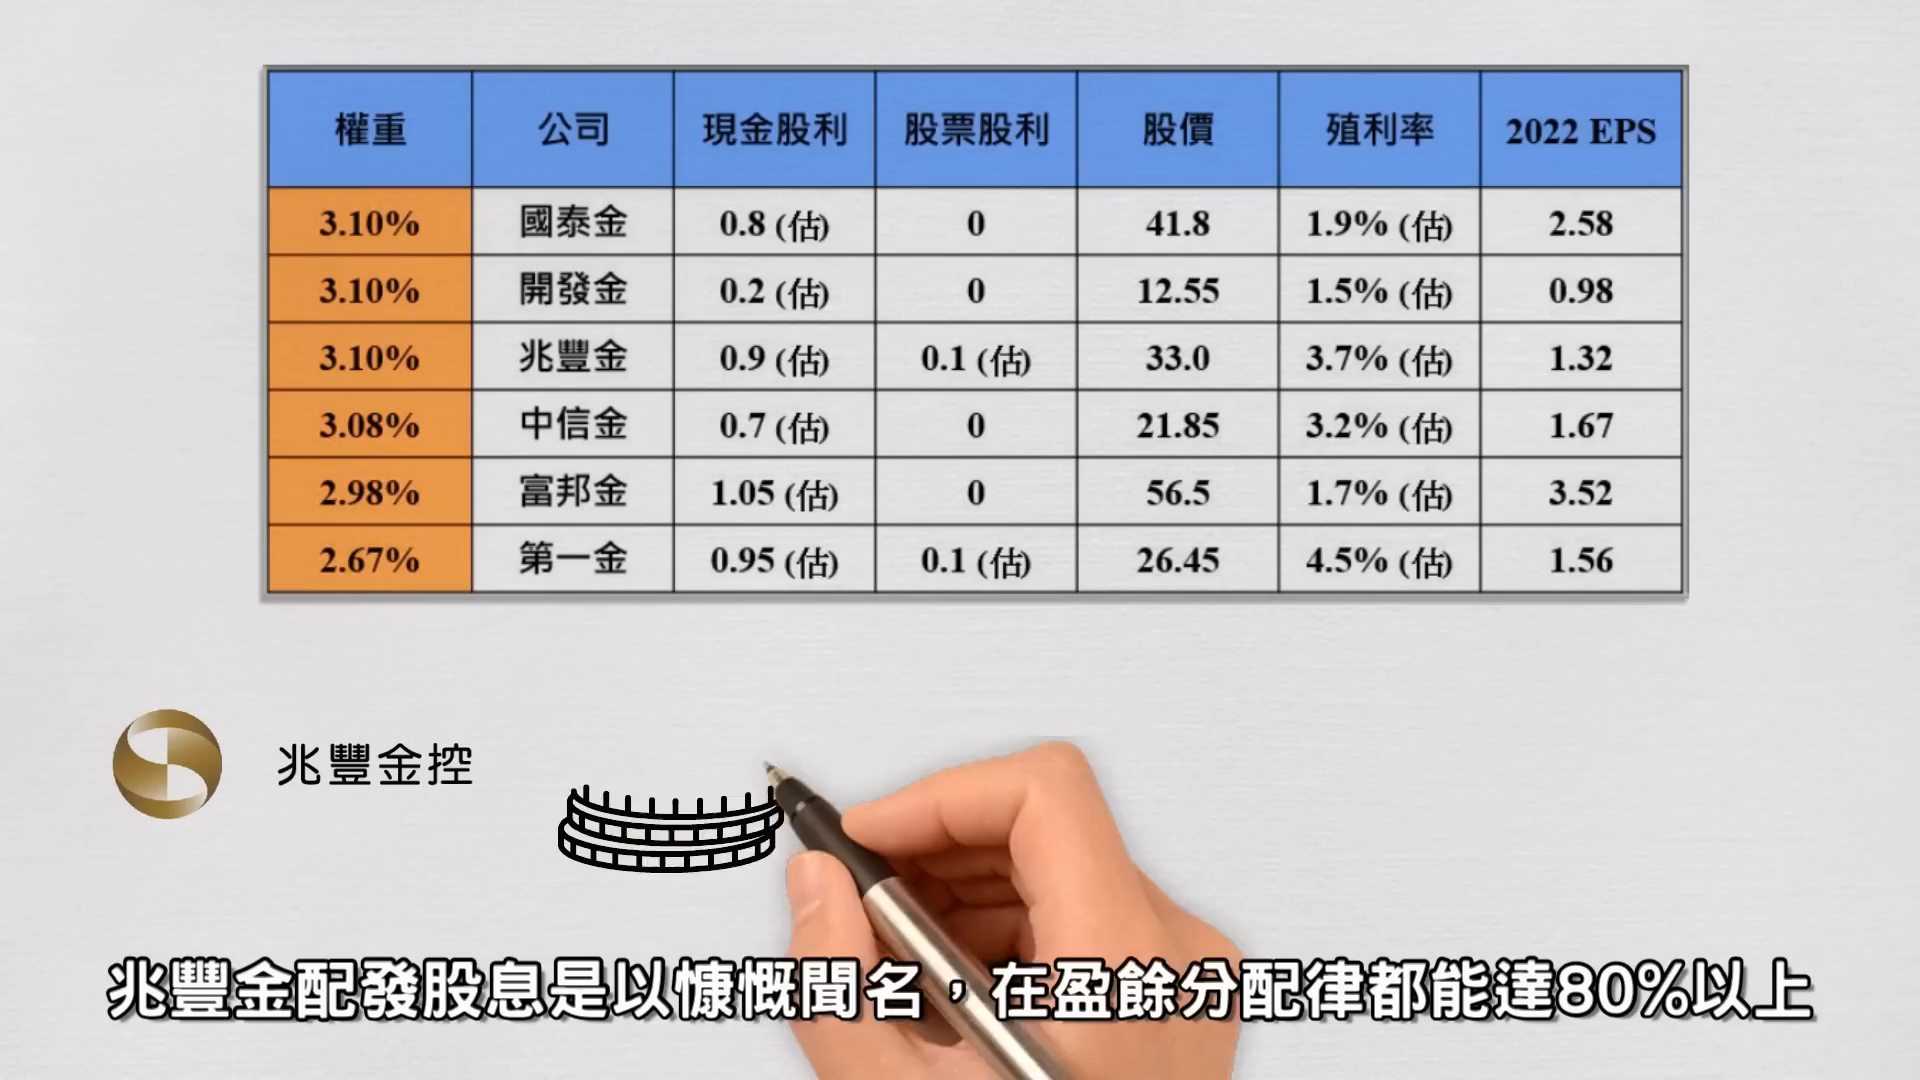 權重 公司 現金股利 股票股利 股價 殖利率 2022 EPS
3.10% 國泰金 0.8 (估) 0 41.8 1.9% (估) 2.58
3.10% 開發金 0.2 (估) 0 12.55 1.5% (估) 0.98
3.10% 兆豐金 0.9 (估) 0.1 (估) 33.0 3.7% (估) 1.32
3.08% 中信金 0.7 (估) 0 21.85 3.2% (估) 1.67
2.98% 富邦金 1.05 (估) 0 56.5 1.7% (估) 3.52
2.67% 第一金 0.95 (估) 0.1 (估) 26.45 4.5% (估) 1.56
兆豐金控
兆豐金配發股息是以慷慨聞名，在盈餘分配律都能達80%以上